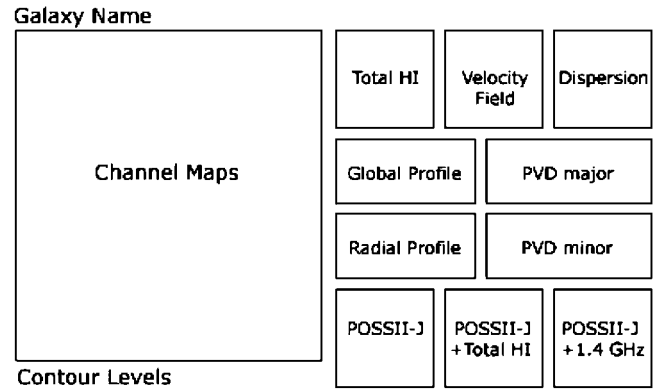 Galaxy Name
Channel Maps
Contour Levels
Total HI
Velocity
Field
Dispersion
Global Profile
PVD major
Radial Profile
PVD minor
POSSII-J
POSSII-J
+Total HI
POSSII-J
+1.4 GHz